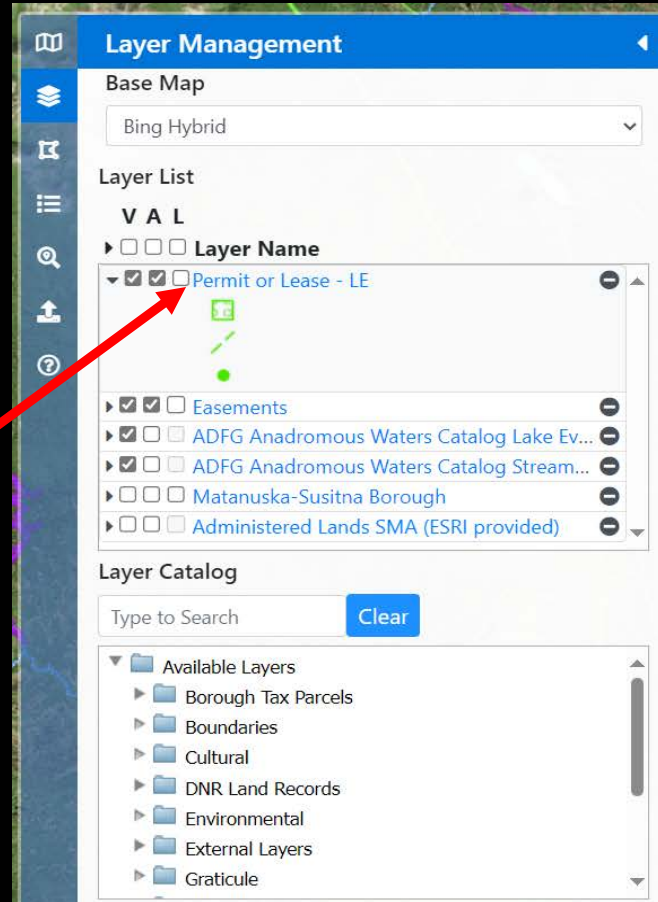 Layer Management
Base Map
Bing Hybrid
Layer List
V A L
Layer Name
Permit or Lease - LE
Easements
ADFG Anadromous Waters Catalog Lake Ev...
ADFG Anadromous Waters Catalog Stream...
Matanuska-Susitna Borough
Administered Lands SMA (ESRI provided)
Layer Catalog
Type to Search Clear
Available Layers
Borough Tax Parcels
Boundaries
Cultural
DNR Land Records
Environmental
External Layers
Graticule